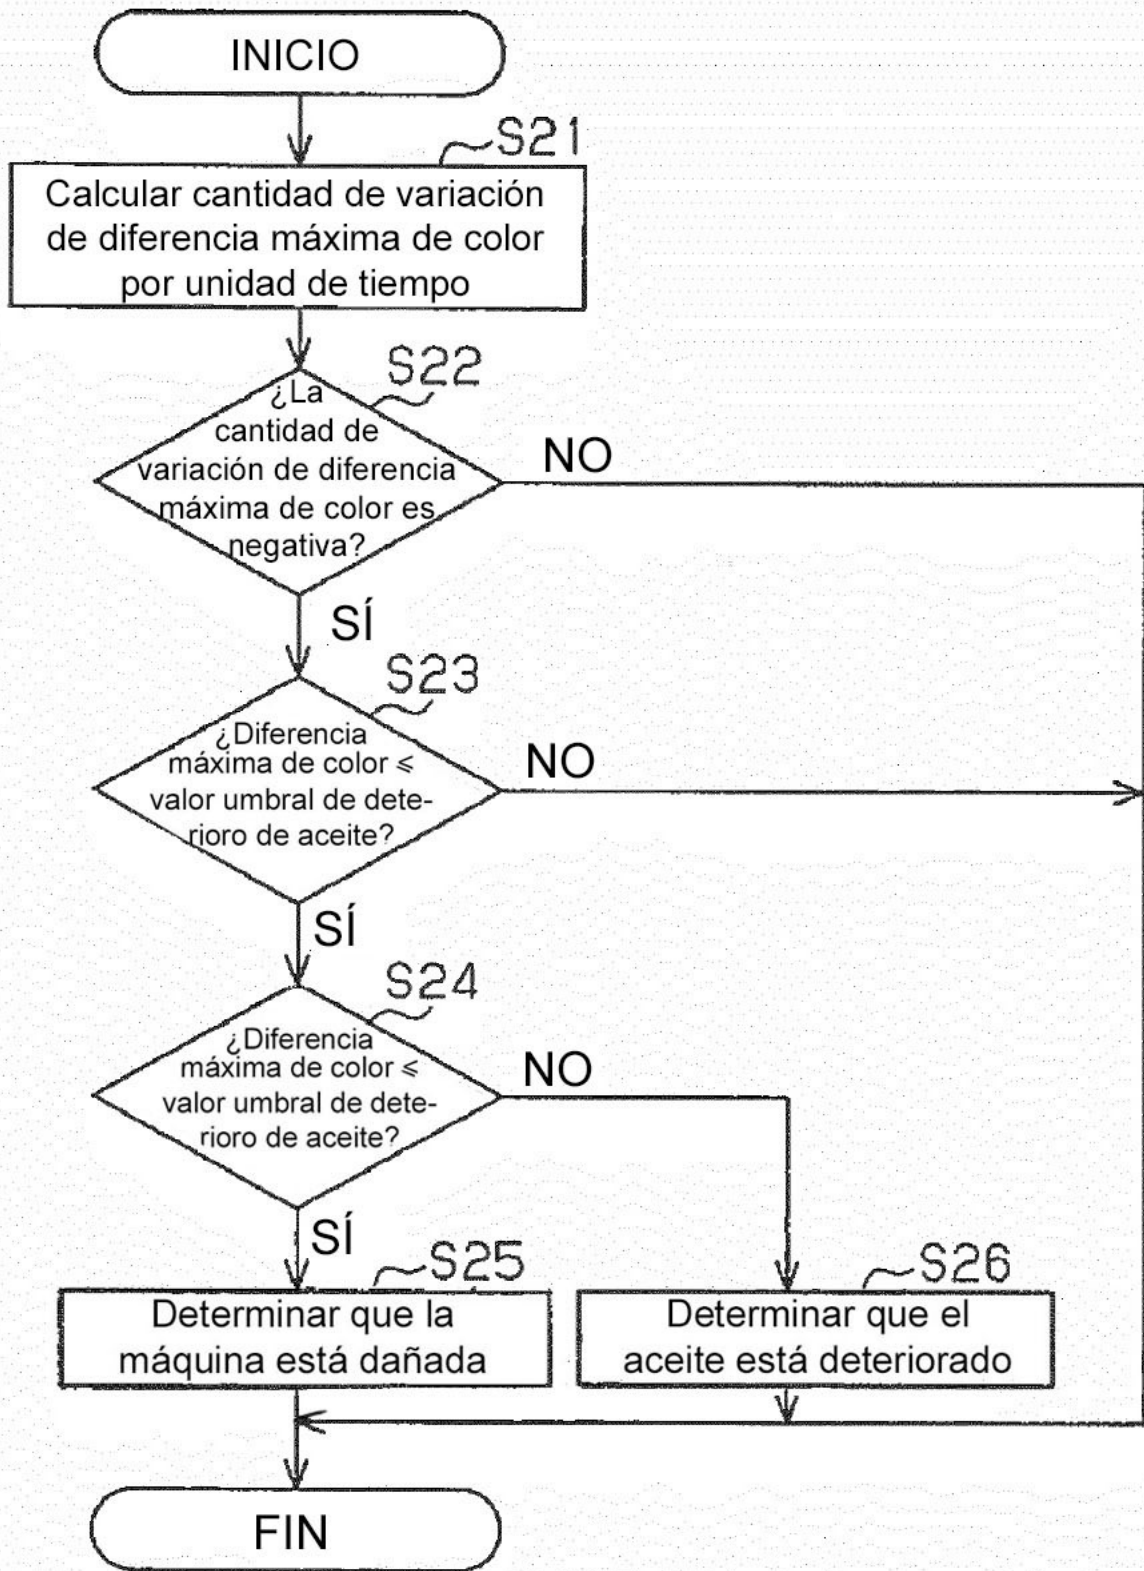 INICIO
S21
Calcular cantidad de variación
de diferencia máxima de color
por unidad de tiempo
S22
¿La
cantidad de
variación de diferencia
máxima de color es
negativa?
NO
SÍ
S23
¿Diferencia
máxima de color ⩽
valor umbral de dete-
rioro de aceite?
NO
SÍ
S24
¿Diferencia
máxima de color ⩽
valor umbral de dete-
rioro de aceite?
NO
SÍ
S25
Determinar que la
máquina está dañada
S26
Determinar que el
aceite está deteriorado
FIN